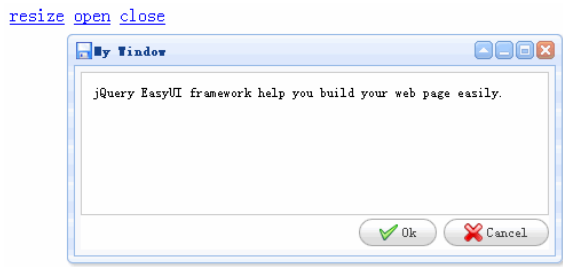 resize open close
My Window
jQuery EasyUI framework help you build your web page easily.
Ok Cancel